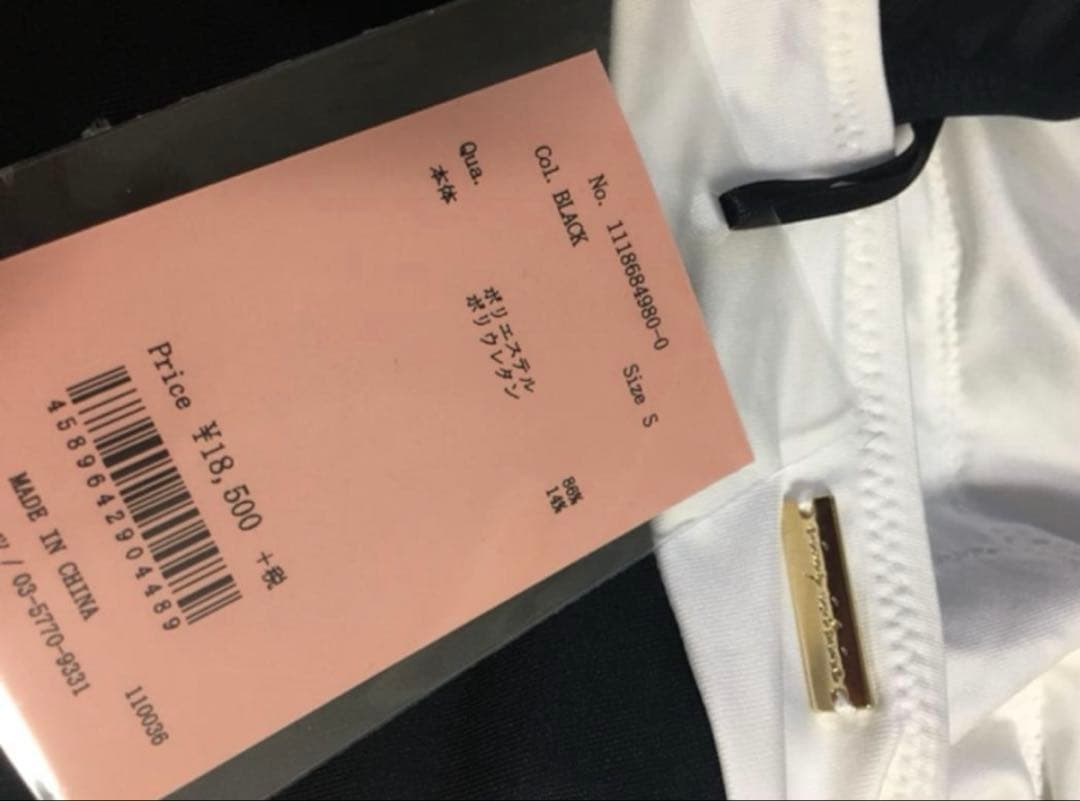 No. 1118684980-0 Size S
Col. BLACK
Qua.
本体 ポリエステル 86%
ポリウレタン 14%
Price ¥18,500 +税
4589642904489
MADE IN CHINA
/03-5770-9331 110036